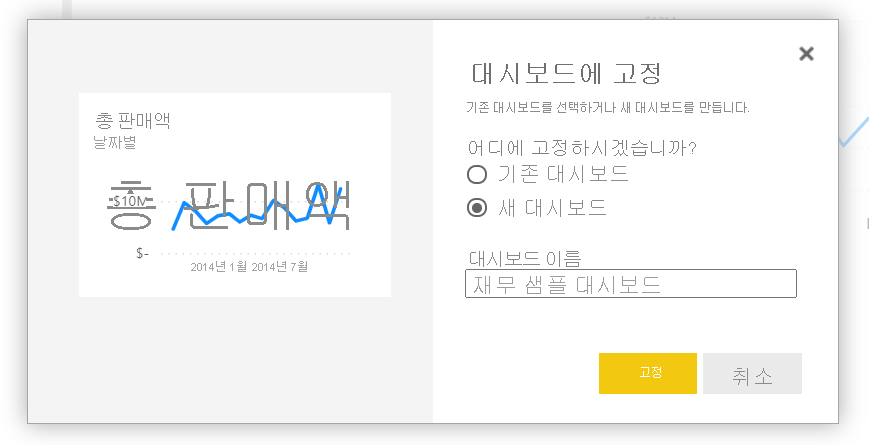 총 판매액
날짜별
$10M
총 판매액
$-
2014년 1월 2014년 7월
대시보드에 고정
기존 대시보드를 선택하거나 새 대시보드를 만듭니다.
어디에 고정하시겠습니까?
기존 대시보드
새 대시보드
대시보드 이름
재무 샘플 대시보드
고정
취소